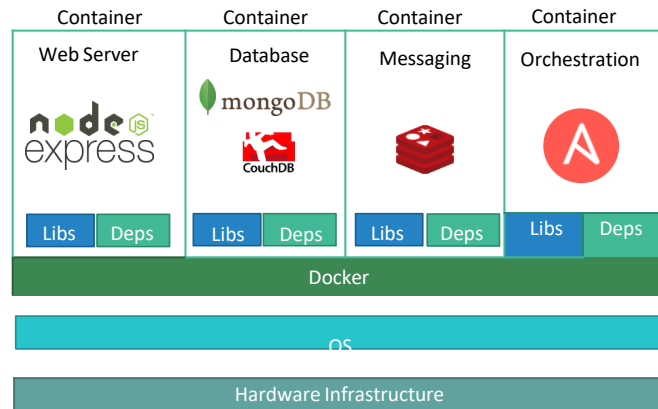 Container Container Container Container
Web Server Database Messaging Orchestration
node JS
express
mongoDB
CouchDB
A
Libs Deps Libs Deps Libs Deps Libs Deps
Docker
OS
Hardware Infrastructure